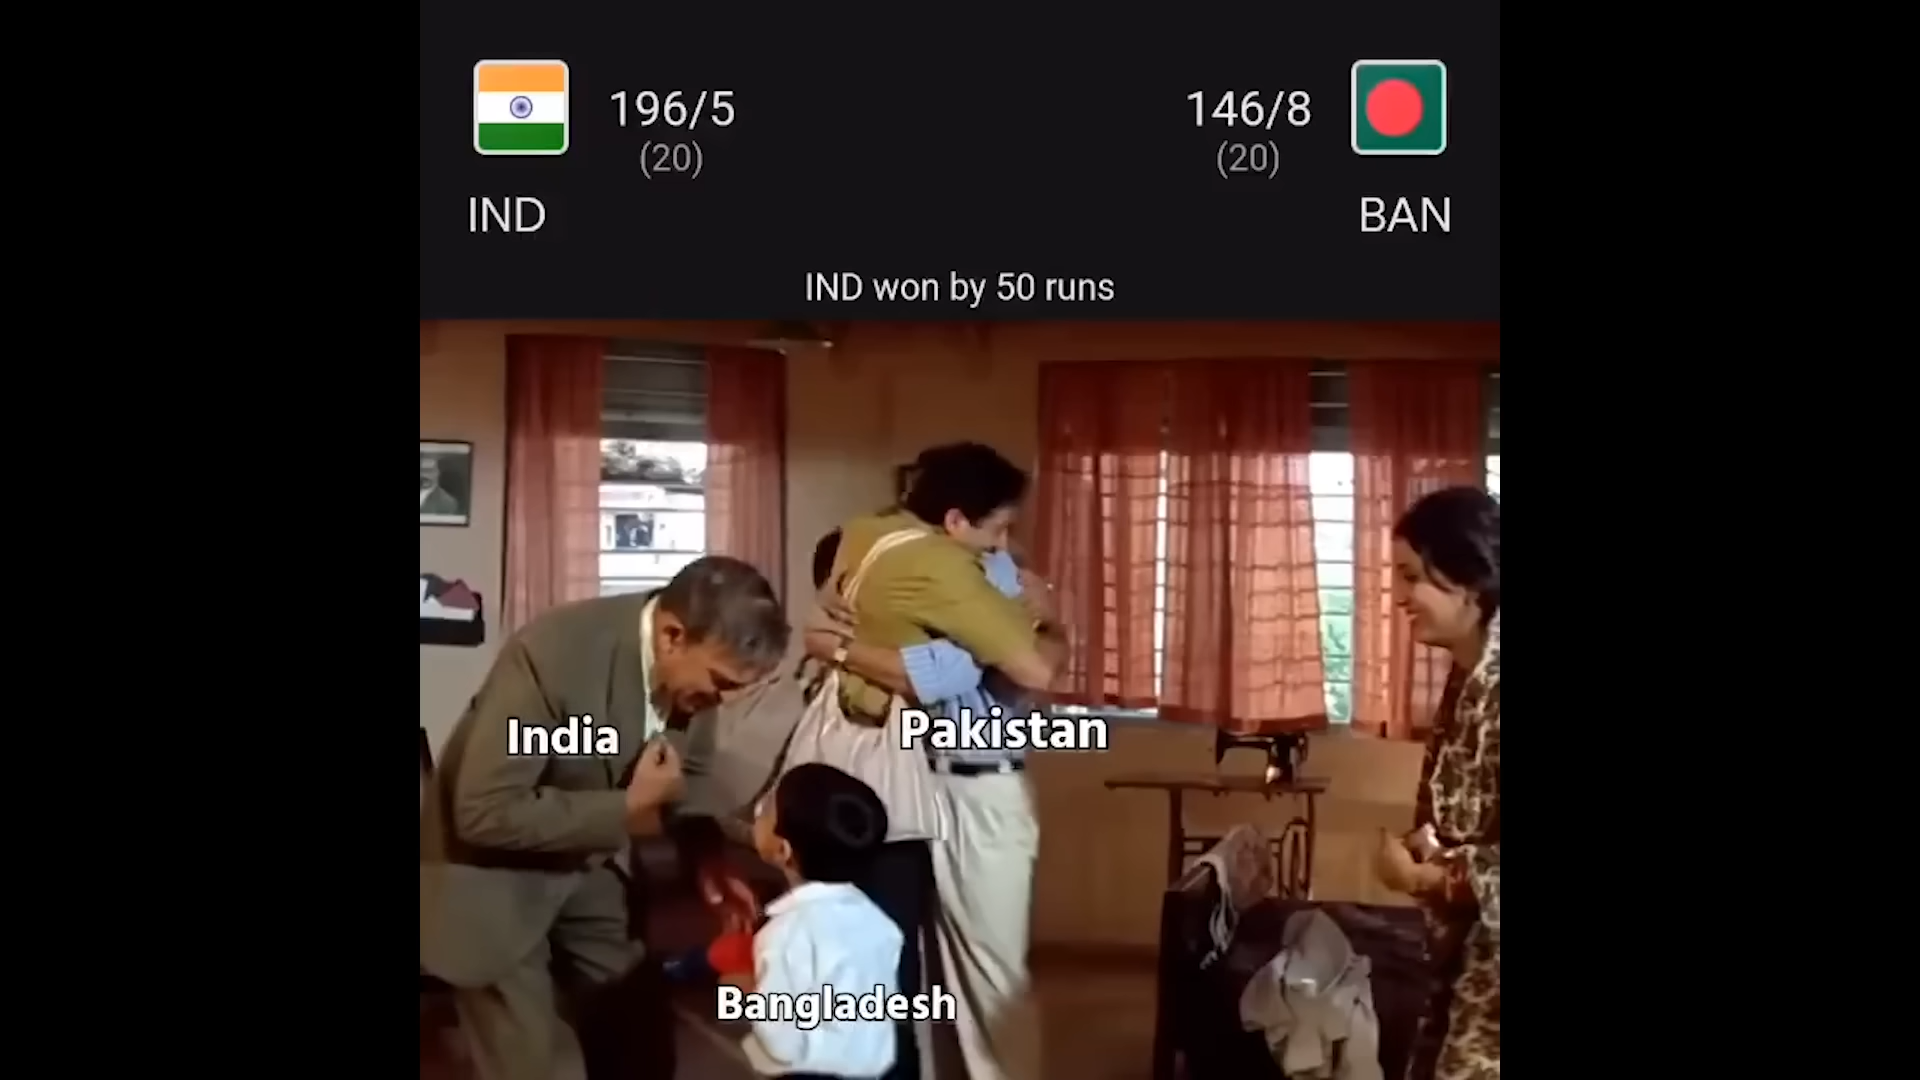 196/5
(20)
IND
146/8
(20)
BAN
IND won by 50 runs
India
Pakistan
Bangladesh